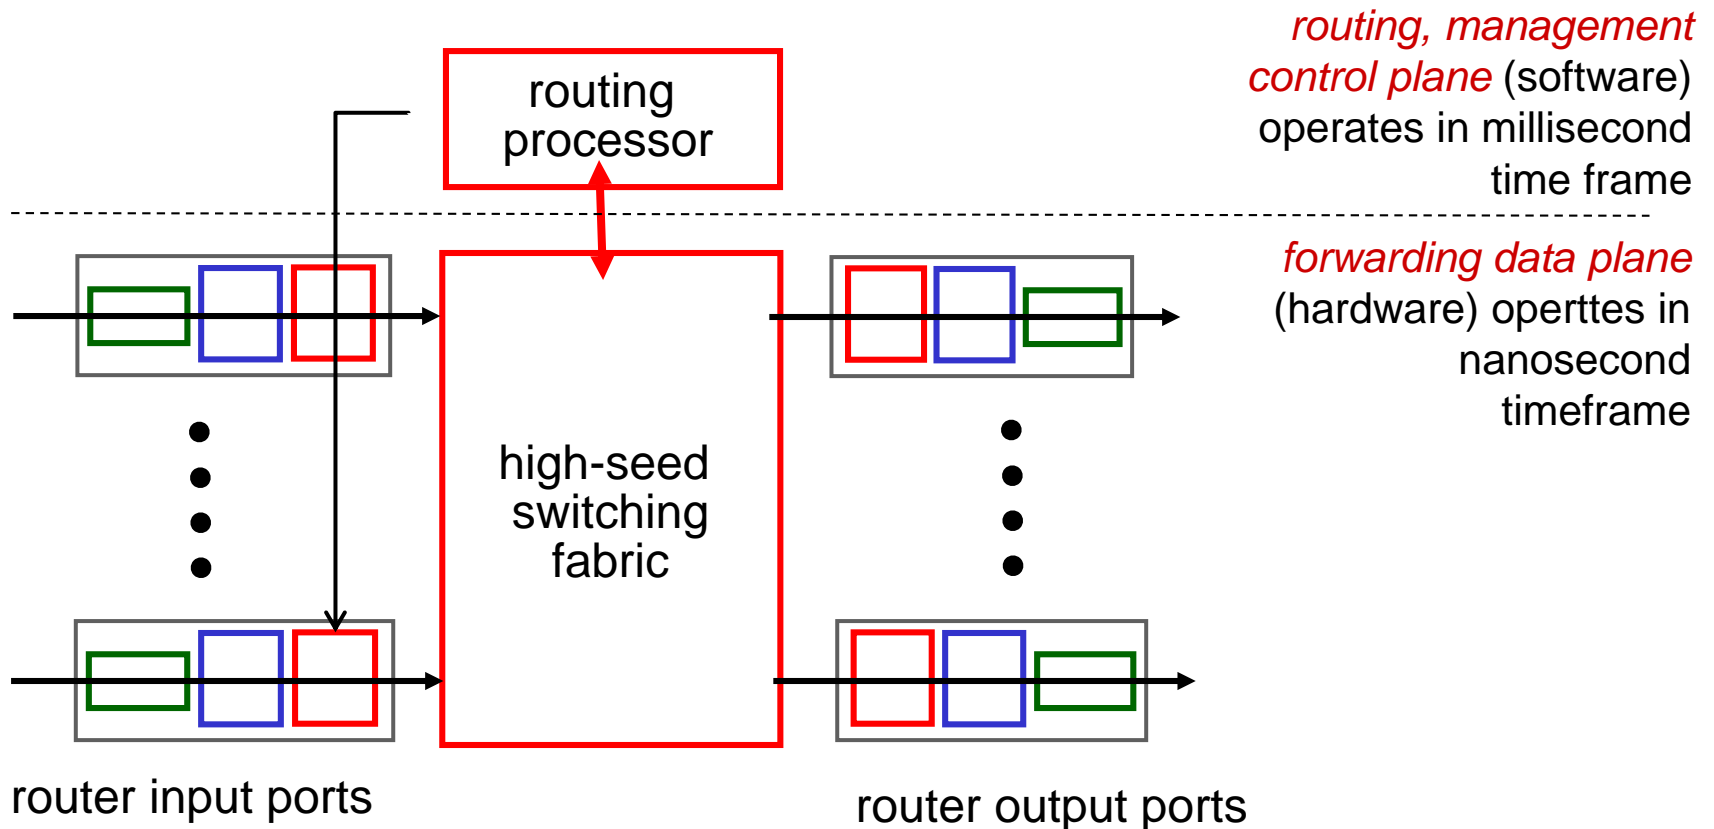 routing, management
control plane (software)
operates in millisecond
time frame
routing
processor
forwarding data plane
(hardware) operttes in
nanosecond
timeframe
high-seed
switching
fabric
router input ports
router output ports